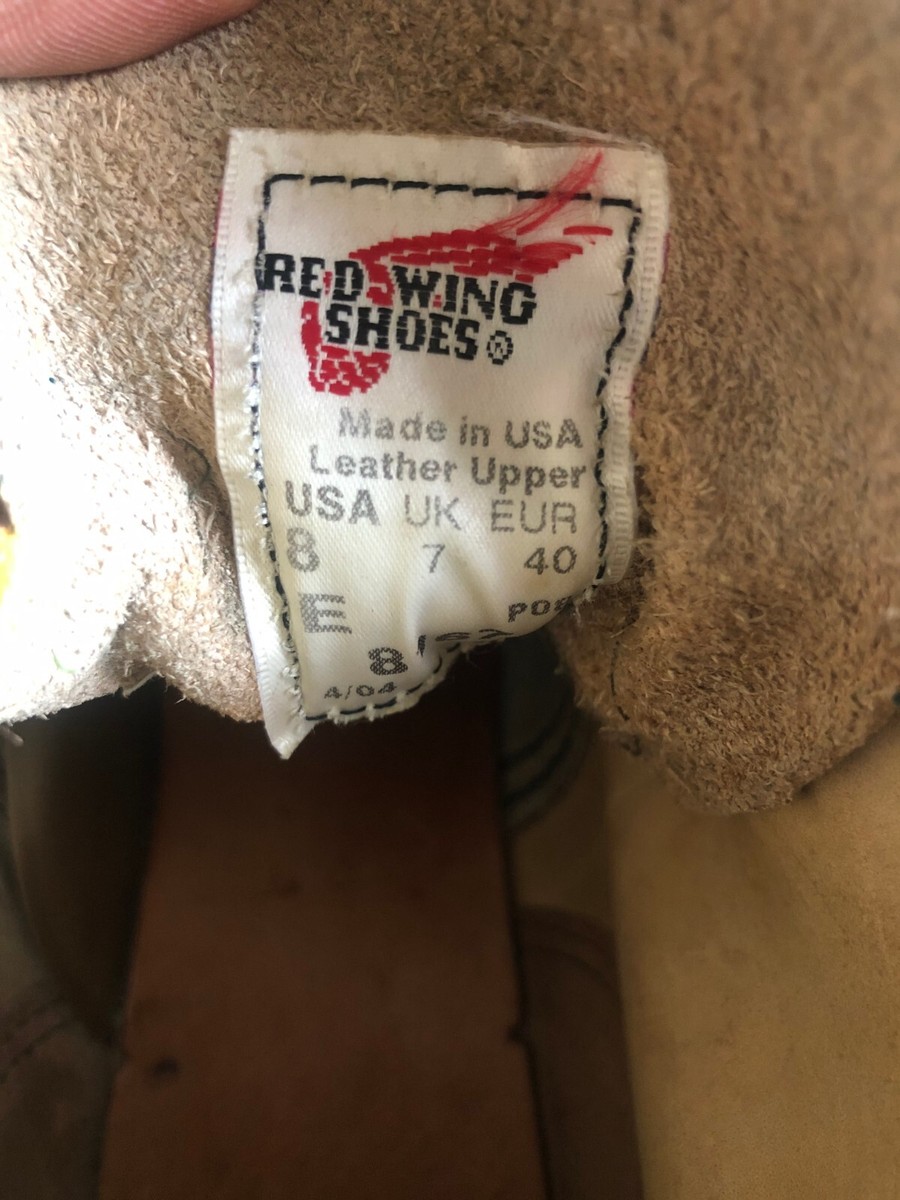 RED WING
SHOES®
Made in USA
Leather Upper
USA UK EUR
8 7 40
E
4/04